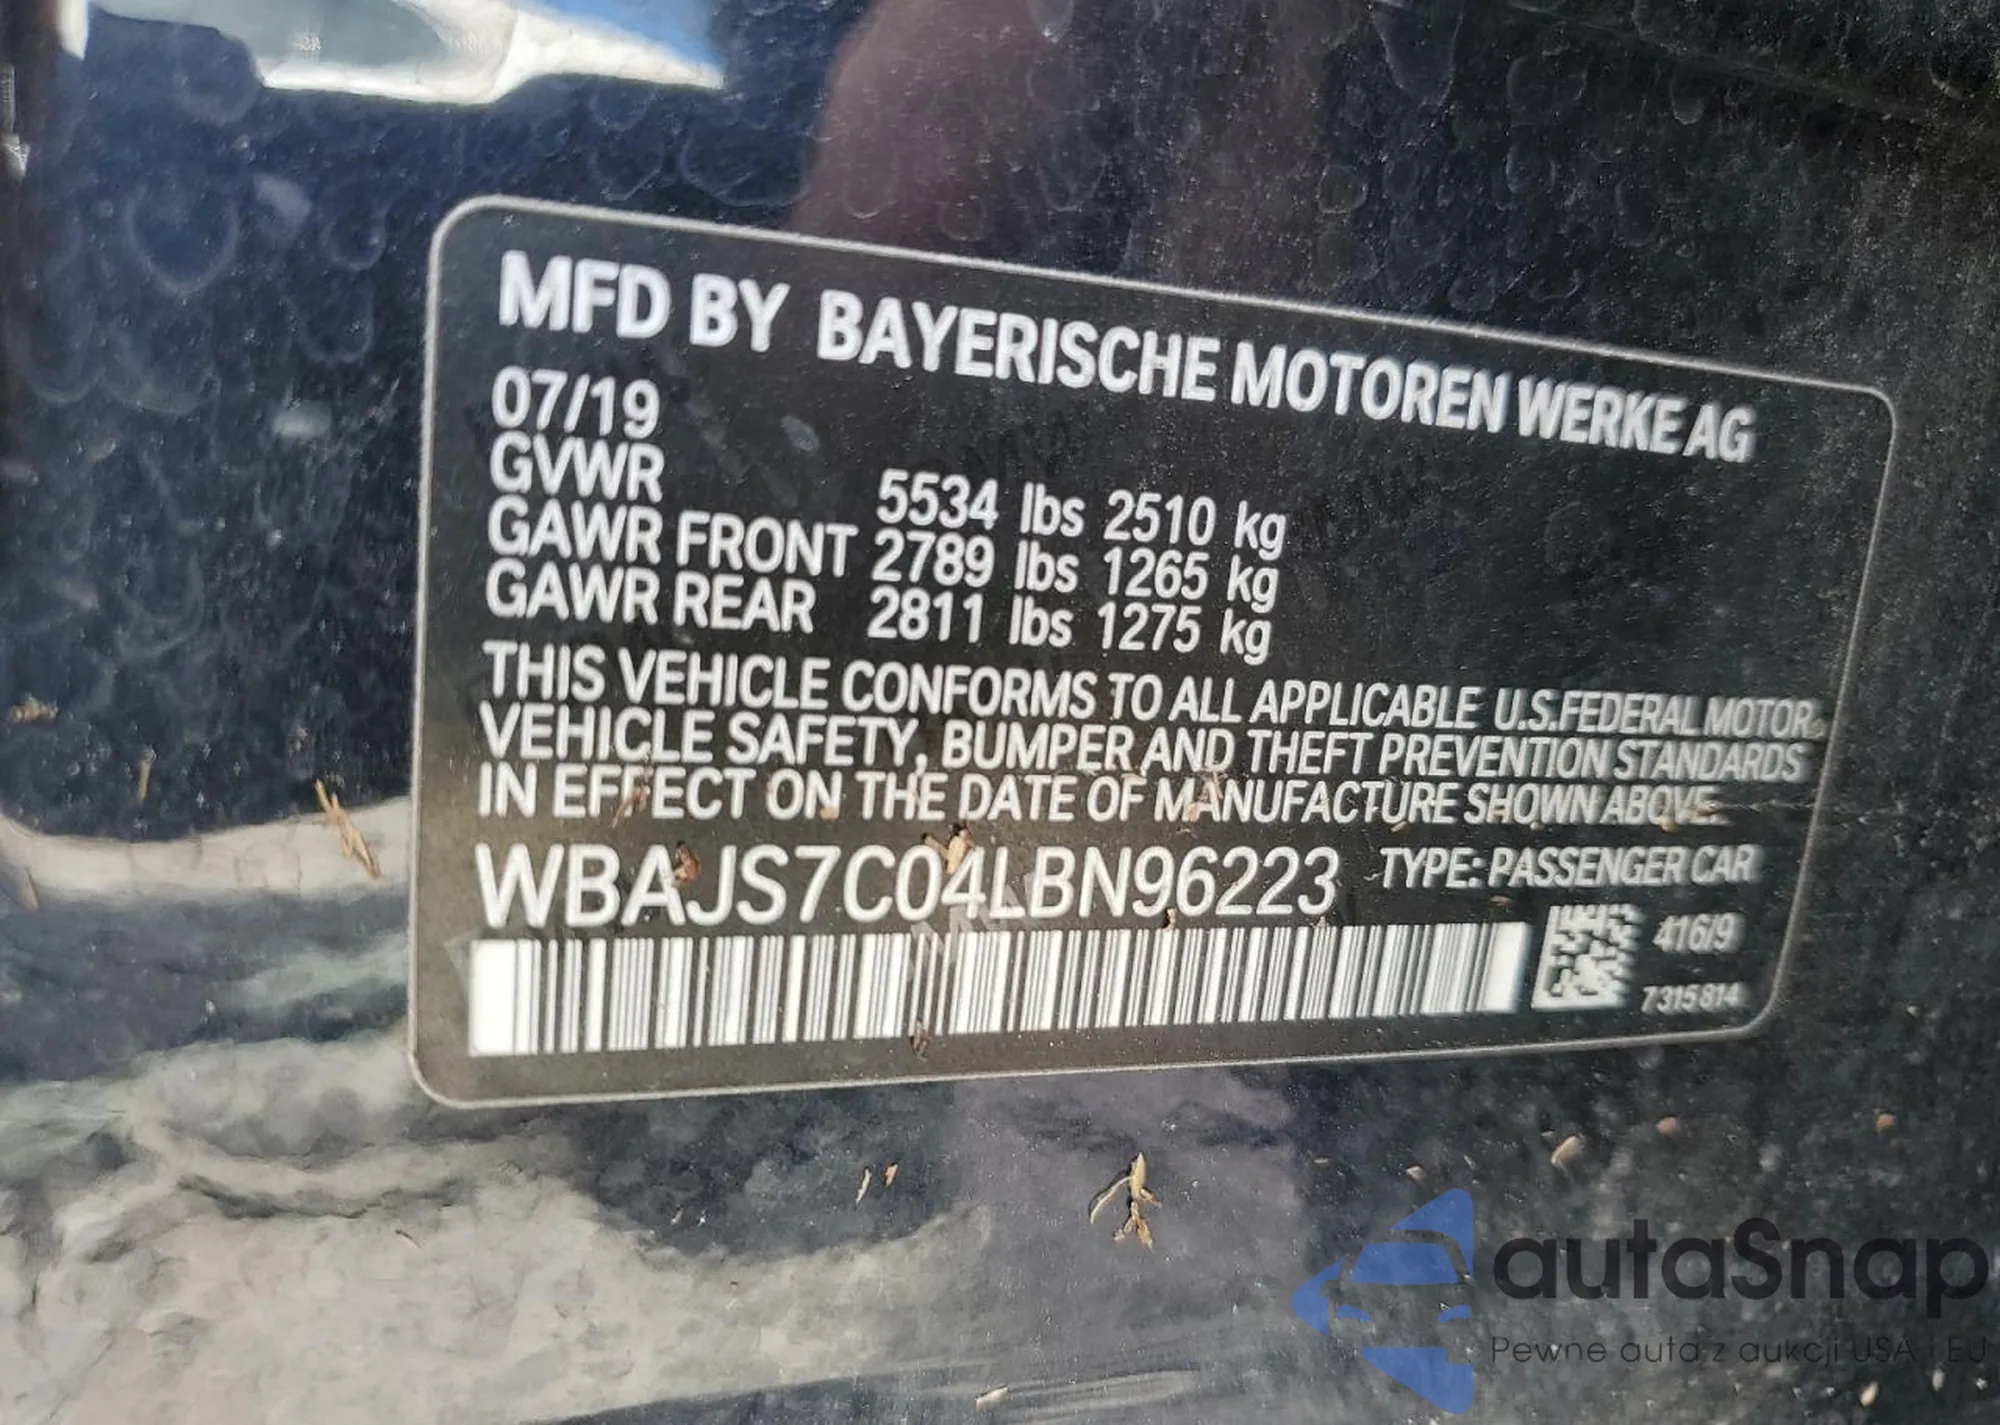 MFD BY BAYERISCHE MOTOREN WERKE AG
07/19
GVWR 5534 lbs 2510 kg
GAWR FRONT 2789 lbs 1265 kg
GAWR REAR 2811 lbs 1275 kg
THIS VEHICLE CONFORMS TO ALL APPLICABLE U.S.FEDERAL MOTOR
VEHICLE SAFETY, BUMPER AND THEFT PREVENTION STANDARDS
IN EFFECT ON THE DATE OF MANUFACTURE SHOWN ABOVE.
WBAJS7C04LBN96223 TYPE: PASSENGER CAR
416/9
7315814
autaSnap
Pewne auta z aukcji USA i EU